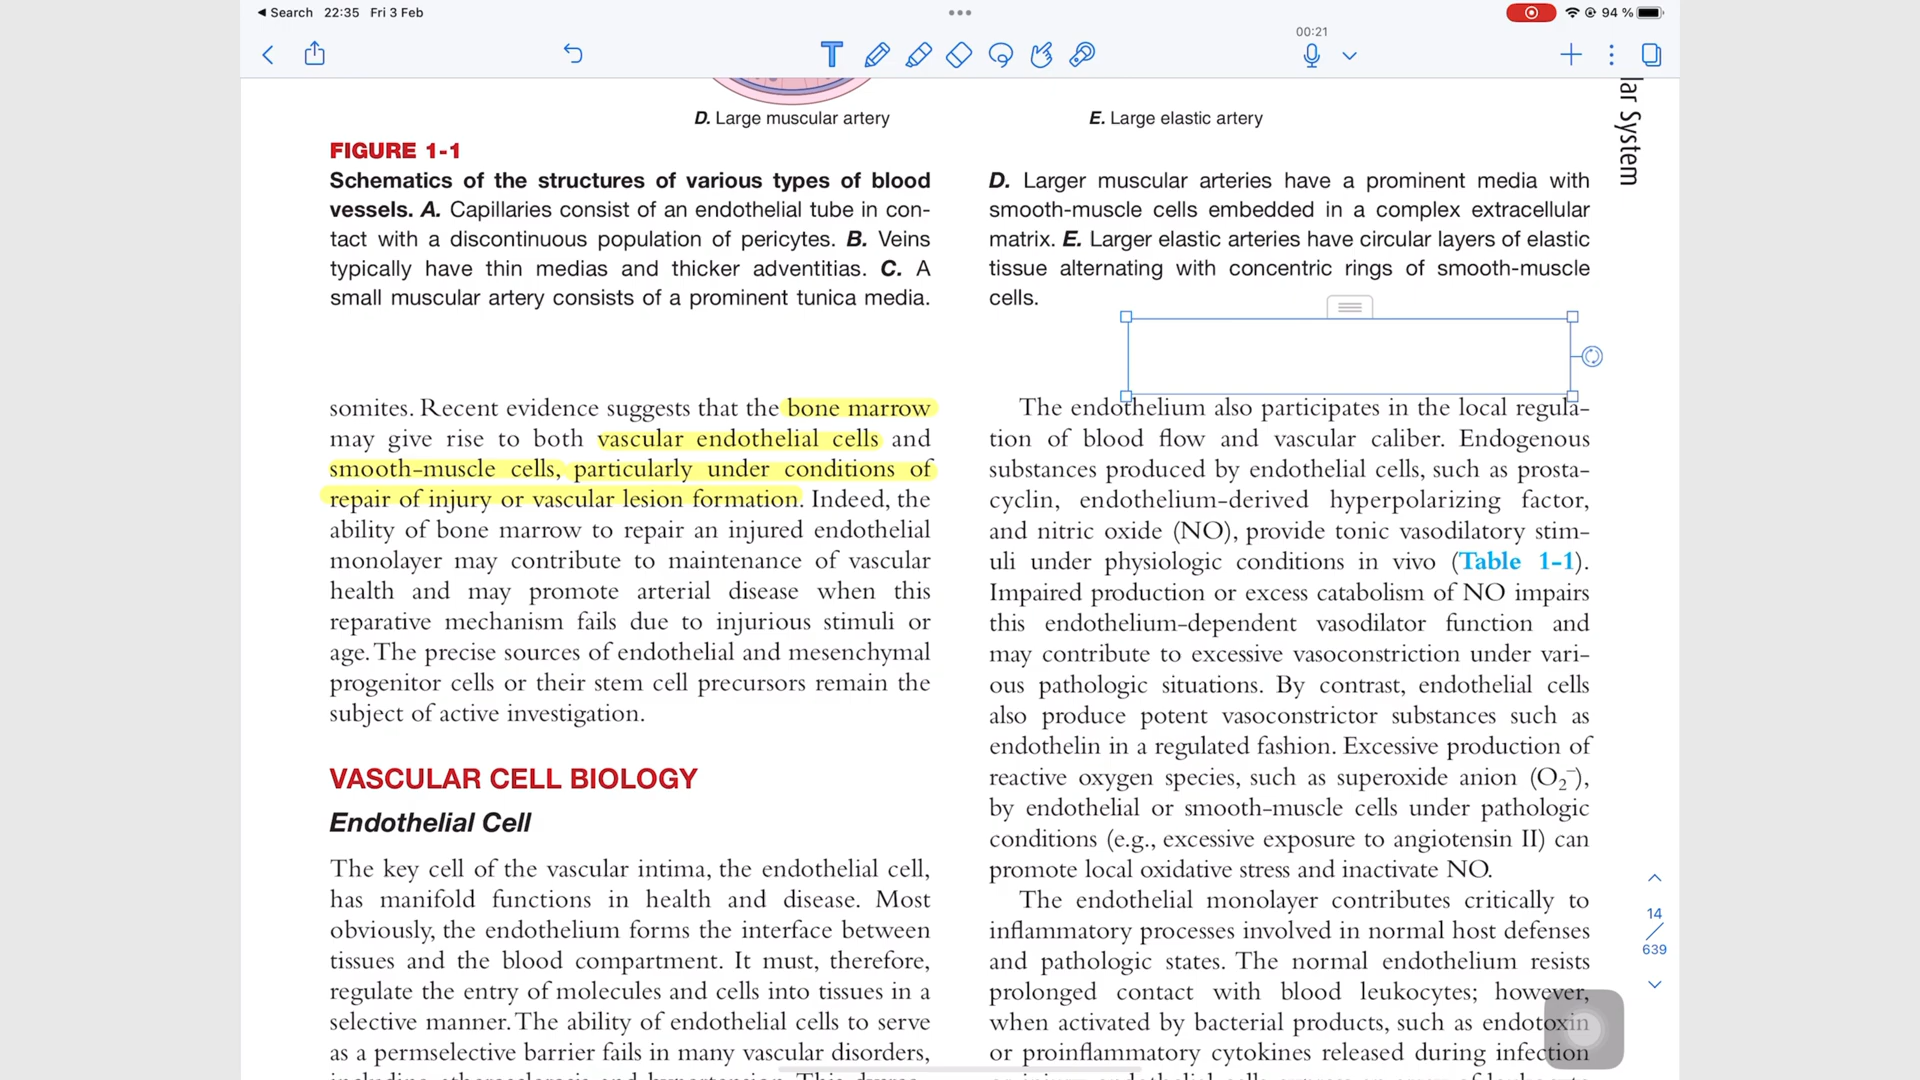 Search 22:35 Fri 3 Feb
94 %
00:21
lar System
D. Large muscular artery
E. Large elastic artery
FIGURE 1-1
Schematics of the structures of various types of blood
vessels. A. Capillaries consist of an endothelial tube in con-
tact with a discontinuous population of pericytes. B. Veins
typically have thin medias and thicker adventitias. C. A
small muscular artery consists of a prominent tunica media.
D. Larger muscular arteries have a prominent media with
smooth-muscle cells embedded in a complex extracellular
matrix. E. Larger elastic arteries have circular layers of elastic
tissue alternating with concentric rings of smooth-muscle
cells.
somites. Recent evidence suggests that the bone marrow
may give rise to both vascular endothelial cells and
smooth-muscle cells, particularly under conditions of
repair of injury or vascular lesion formation. Indeed, the
ability of bone marrow to repair an injured endothelial
monolayer may contribute to maintenance of vascular
health and may promote arterial disease when this
reparative mechanism fails due to injurious stimuli or
age. The precise sources of endothelial and mesenchymal
progenitor cells or their stem cell precursors remain the
subject of active investigation.
VASCULAR CELL BIOLOGY
Endothelial Cell
The key cell of the vascular intima, the endothelial cell,
has manifold functions in health and disease. Most
obviously, the endothelium forms the interface between
tissues and the blood compartment. It must, therefore,
regulate the entry of molecules and cells into tissues in a
selective manner. The ability of endothelial cells to serve
as a permselective barrier fails in many vascular disorders,
The endothelium also participates in the local regula-
tion of blood flow and vascular caliber. Endogenous
substances produced by endothelial cells, such as prosta-
cyclin, endothelium-derived hyperpolarizing factor,
and nitric oxide (NO), provide tonic vasodilatory stim-
uli under physiologic conditions in vivo (Table 1-1).
Impaired production or excess catabolism of NO impairs
this endothelium-dependent vasodilator function and
may contribute to excessive vasoconstriction under vari-
ous pathologic situations. By contrast, endothelial cells
also produce potent vasoconstrictor substances such as
endothelin in a regulated fashion. Excessive production of
reactive oxygen species, such as superoxide anion (O₂⁻),
by endothelial or smooth-muscle cells under pathologic
conditions (e.g., excessive exposure to angiotensin II) can
promote local oxidative stress and inactivate NO.
The endothelial monolayer contributes critically to
inflammatory processes involved in normal host defenses
and pathologic states. The normal endothelium resists
prolonged contact with blood leukocytes; however,
when activated by bacterial products, such as endotoxin
or proinflammatory cytokines released during infection
14
639